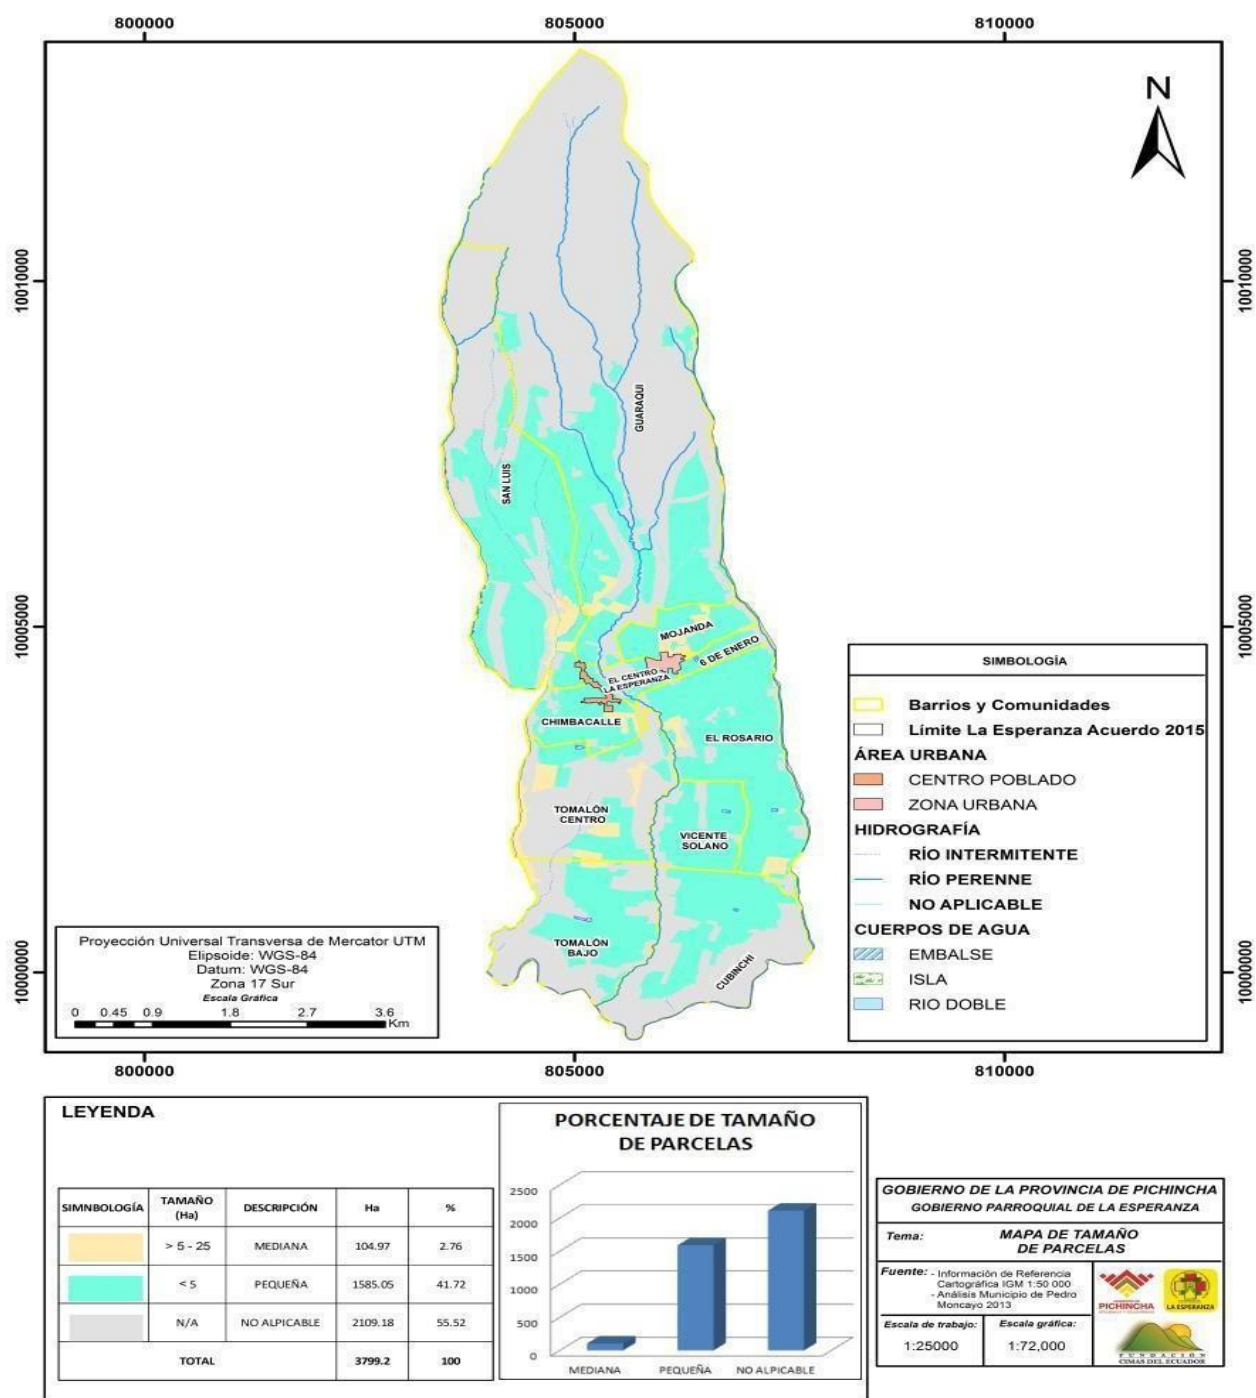 800000
805000
810000
N
10010000
10010000
GUARAQUI
SAN LUIS
10005000
10005000
MOJANDA
6 DE ENERO
EL CENTRO
LA ESPERANZA
CHIMBACALLE
EL ROSARIO
TOMALÓN
CENTRO
VICENTE
SOLANO
TOMALÓN
BAJO
CUBINCHI
10000000
10000000
SIMBOLOGÍA
Barrios y Comunidades
Límite La Esperanza Acuerdo 2015
ÁREA URBANA
CENTRO POBLADO
ZONA URBANA
HIDROGRAFÍA
RÍO INTERMITENTE
RÍO PERENNE
NO APLICABLE
CUERPOS DE AGUA
EMBALSE
ISLA
RIO DOBLE
Proyección Universal Transversa de Mercator UTM
Elipsoide: WGS-84
Datum: WGS-84
Zona 17 Sur
Escala Gráfica
0 0.45 0.9 1.8 2.7 3.6
Km
800000
805000
810000
LEYENDA
SIMNBOLOGÍA TAMAÑO (Ha) DESCRIPCIÓN Ha %
> 5 - 25 MEDIANA 104.97 2.76
< 5 PEQUEÑA 1585.05 41.72
N/A NO ALPICABLE 2109.18 55.52
TOTAL 3799.2 100
PORCENTAJE DE TAMAÑO
DE PARCELAS
2500
2000
1500
1000
500
0
MEDIANA PEQUEÑA NO ALPICABLE
GOBIERNO DE LA PROVINCIA DE PICHINCHA
GOBIERNO PARROQUIAL DE LA ESPERANZA
Tema: MAPA DE TAMAÑO
DE PARCELAS
Fuente: - Información de Referencia
Cartográfica IGM 1:50 000
- Análisis Municipio de Pedro
Moncayo 2013
PICHINCHA
LA ESPERANZA
Escala de trabajo: Escala gráfica:
1:25000 1:72,000
FUNDACIÓN
CIMAS DEL ECUADOR